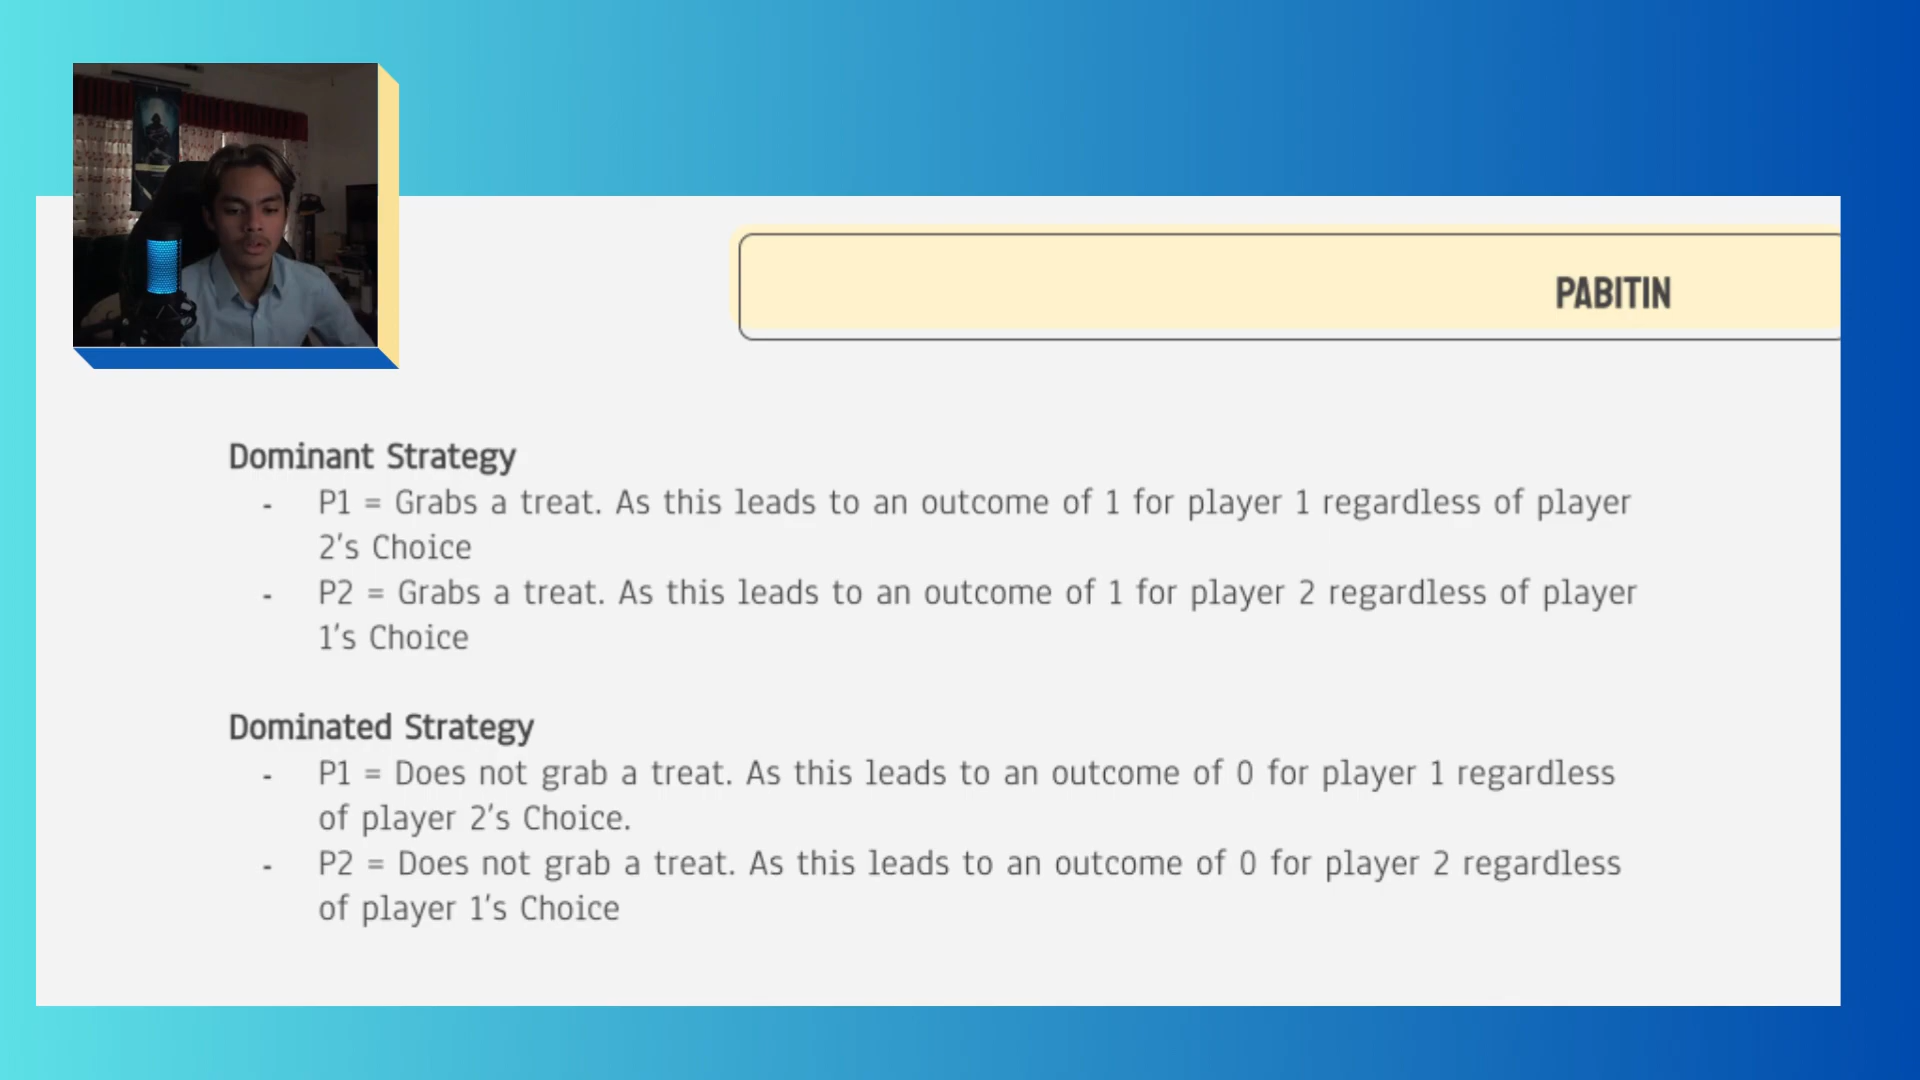 PABITIN
Dominant Strategy
- P1 = Grabs a treat. As this leads to an outcome of 1 for player 1 regardless of player
2's Choice
- P2 = Grabs a treat. As this leads to an outcome of 1 for player 2 regardless of player
1's Choice
Dominated Strategy
- P1 = Does not grab a treat. As this leads to an outcome of 0 for player 1 regardless
of player 2's Choice.
- P2 = Does not grab a treat. As this leads to an outcome of 0 for player 2 regardless
of player 1's Choice